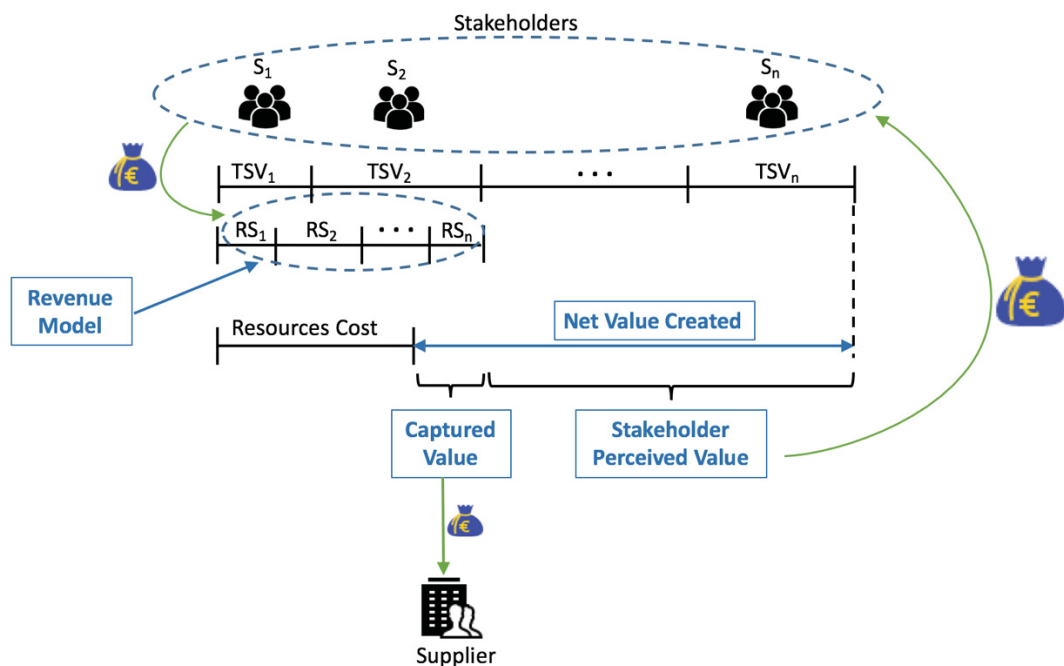 Stakeholders
S1
S2
Sn
€
TSV1
TSV2
...
TSVn
RS1
RS2
...
RSn
€
Revenue
Model
Resources Cost
Net Value Created
Captured
Value
Stakeholder
Perceived Value
€
Supplier